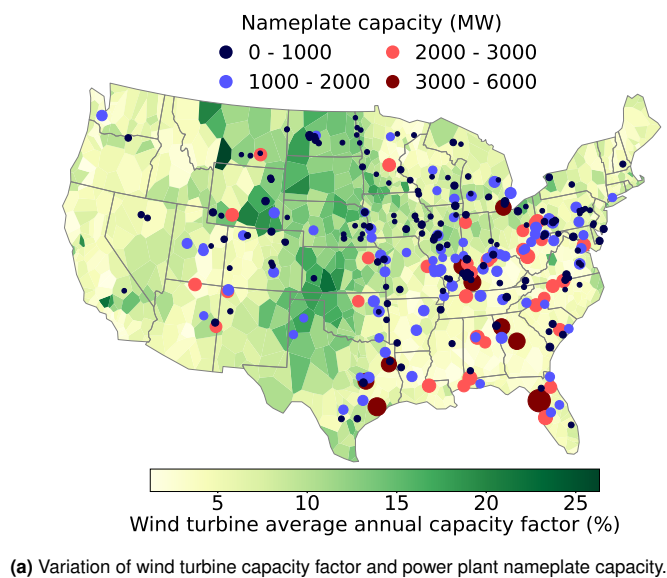 Nameplate capacity (MW)
0 - 1000 2000 - 3000
1000 - 2000 3000 - 6000
5 10 15 20 25
Wind turbine average annual capacity factor (%)
(a) Variation of wind turbine capacity factor and power plant nameplate capacity.